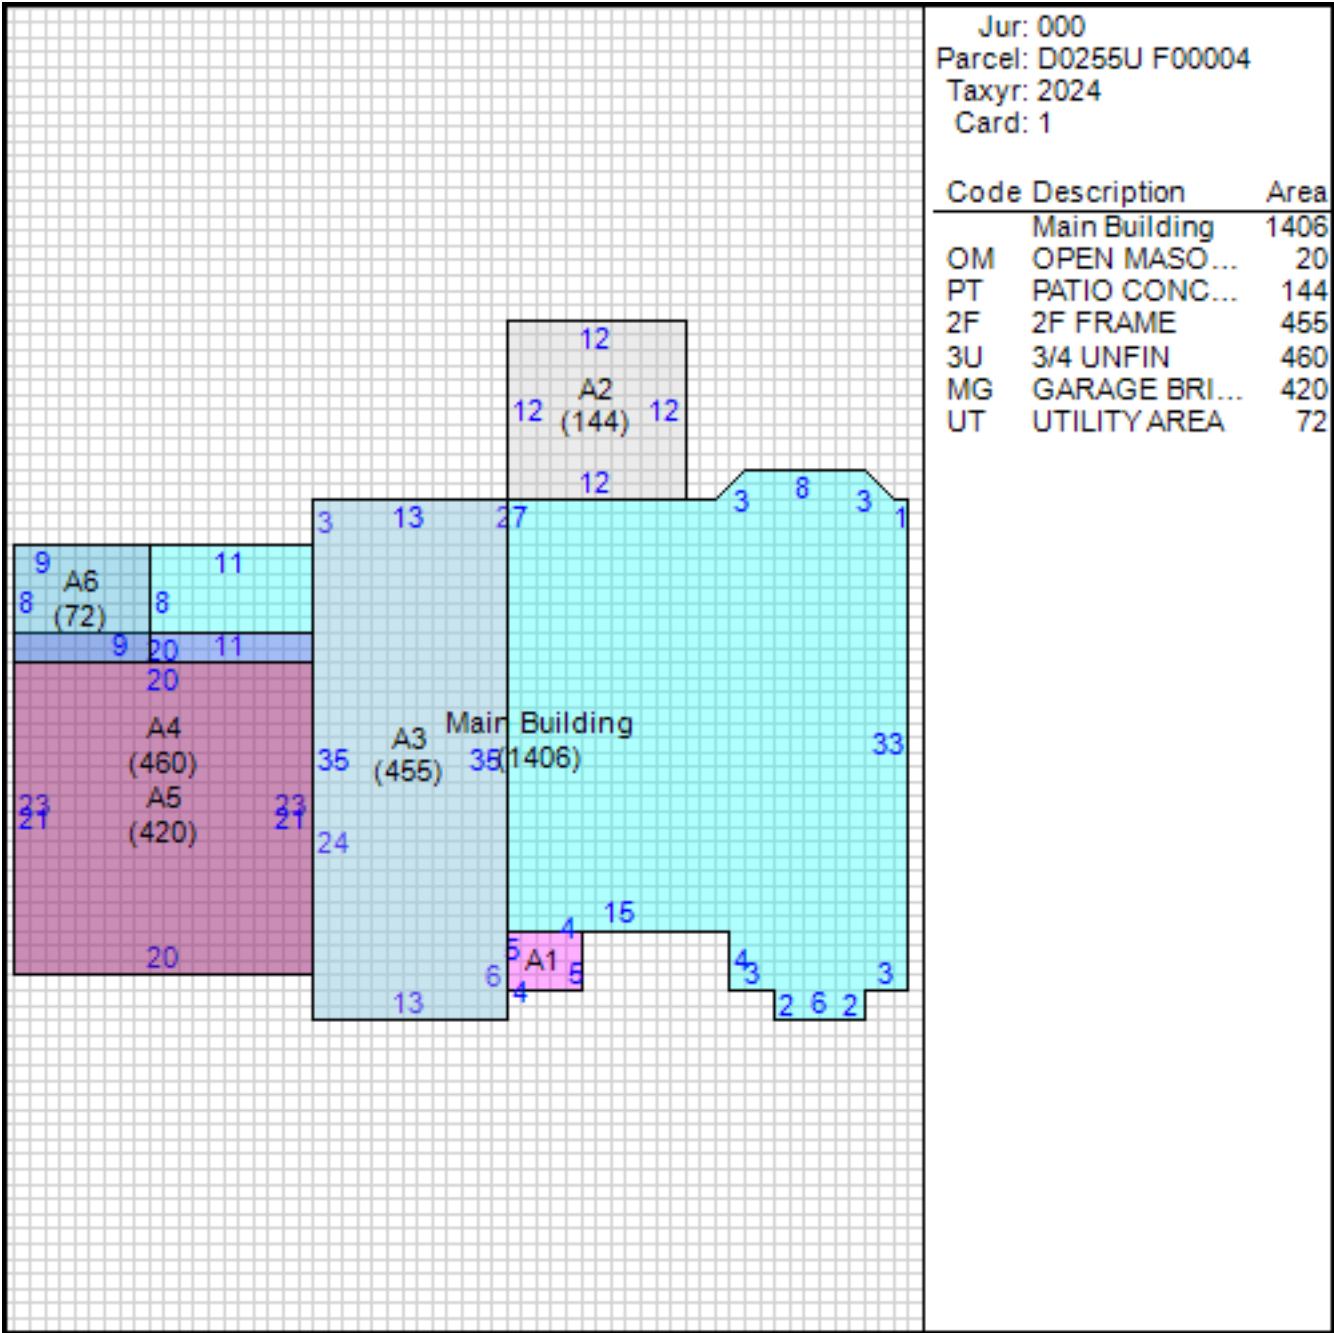 Jur: 000
Parcel: D0255U F00004
Taxyr: 2024
Card: 1
Code Description Area
Main Building 1406
OM OPEN MASO... 20
PT PATIO CONC... 144
2F 2F FRAME 455
3U 3/4 UNFIN 460
MG GARAGE BRI... 420
UT UTILITY AREA 72
12
A2
12 (144) 12
12
3 13 27 3 8 3 1
9 A6 11
8 (72) 8
9 20 11
20
A4
(460)
A5
(420)
23 23
21 21
20
A3
(455)
35 35
24
13 6
Main Building
(1406)
33
15
4
5 A1 5
4
4
3 3
2 6 2